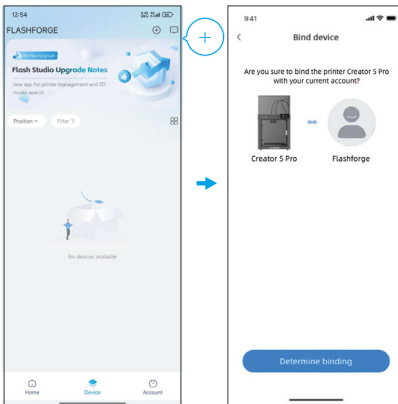 12:54
FLASHFORGE
Flash Studio Upgrade Notes
new app for printer management and 3D
model search
Position
Filter
No devices available
Home
Device
Account
9:41
Bind device
Are you sure to bind the printer Creator 5 Pro
with your current account?
Creator 5 Pro
Flashforge
Determine binding